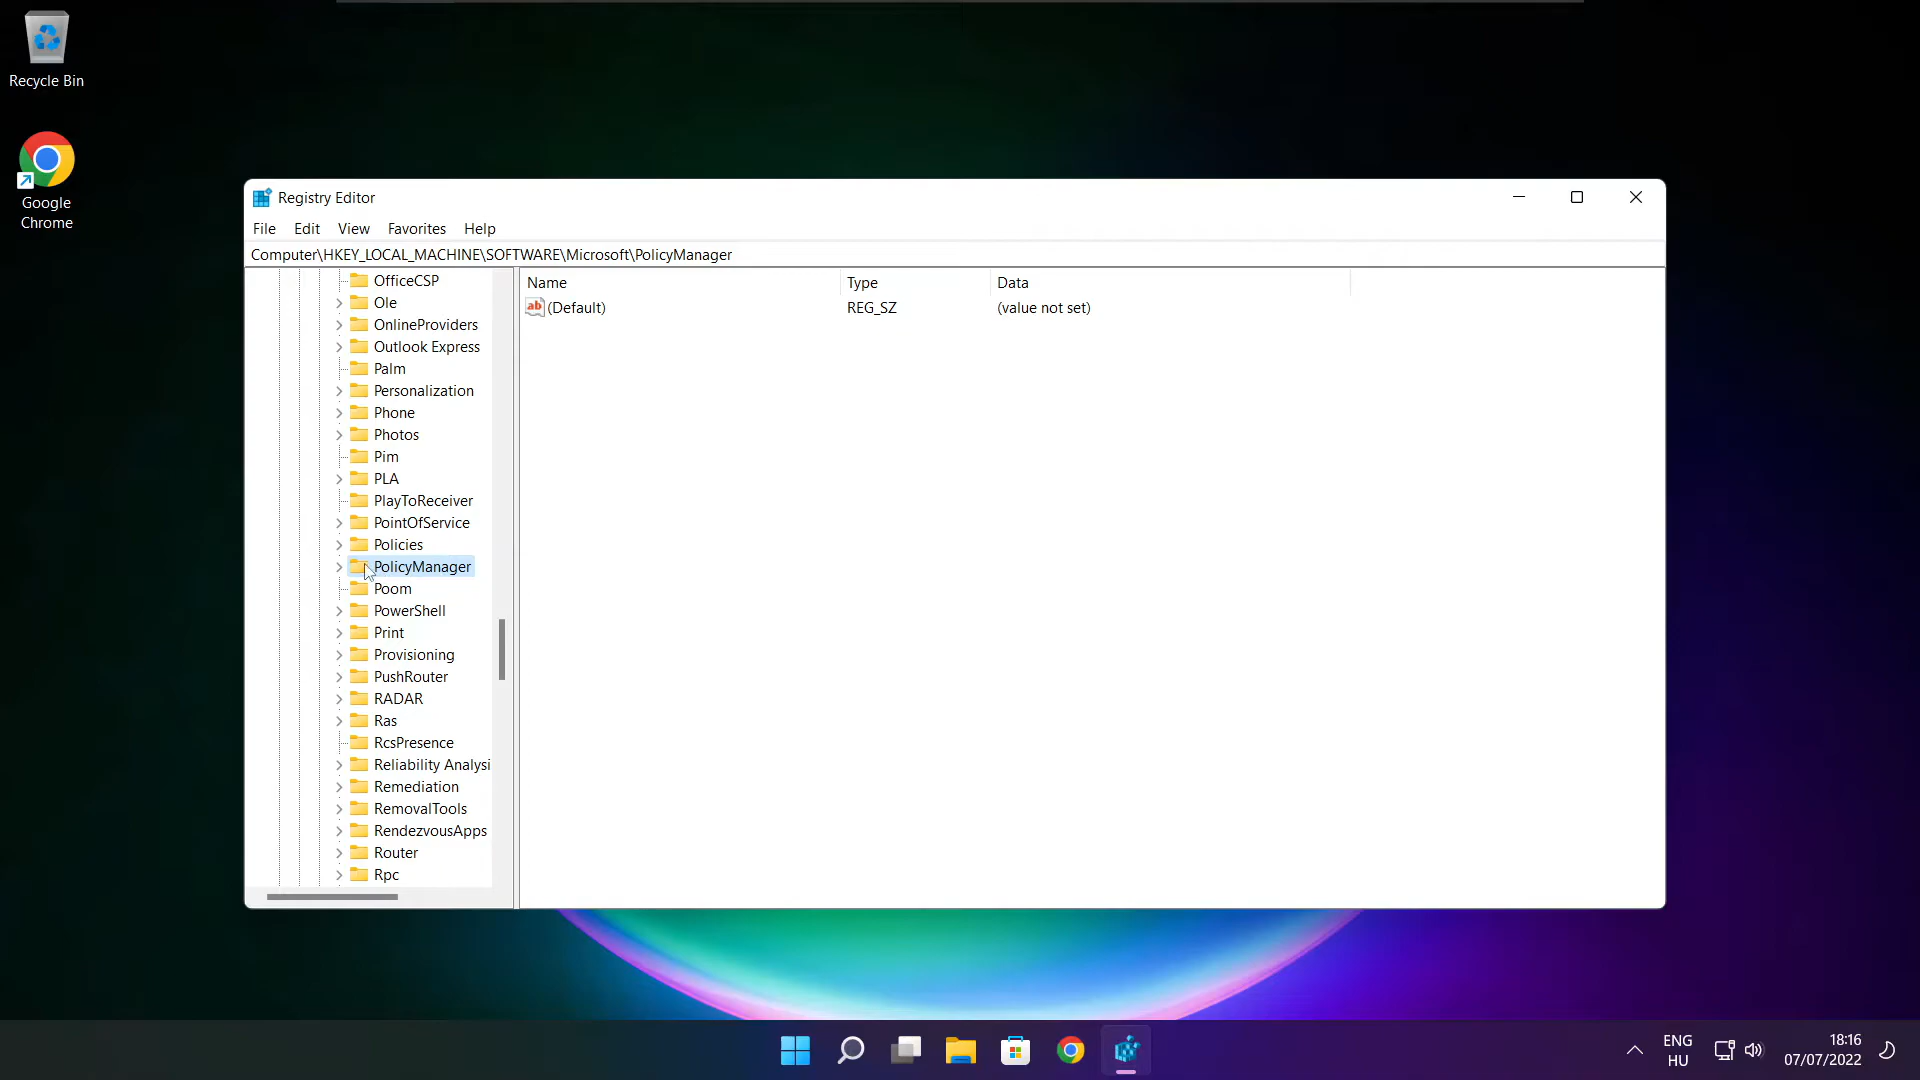 Recycle Bin
Google
Chrome
Registry Editor
File Edit View Favorites Help
Computer\HKEY_LOCAL_MACHINE\SOFTWARE\Microsoft\PolicyManager
OfficeCSP
Ole
OnlineProviders
Outlook Express
Palm
Personalization
Phone
Photos
Pim
PLA
PlayToReceiver
PointOfService
Policies
PolicyManager
Poom
PowerShell
Print
Provisioning
PushRouter
RADAR
Ras
RcsPresence
Reliability Analysi
Remediation
RemovalTools
RendezvousApps
Router
Rpc
Name Type Data
ab (Default) REG_SZ (value not set)
ENG
HU
18:16
07/07/2022